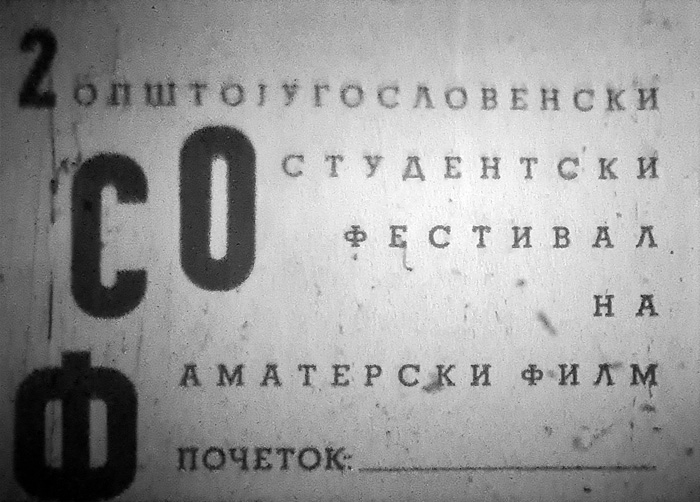 2 ОПШТОЈУГОСЛОВЕНСКИ
СО СТУДЕНТСКИ
ФЕСТИВАЛ
НА
Ф АМАТЕРСКИ ФИЛМ
ПОЧЕТОК: